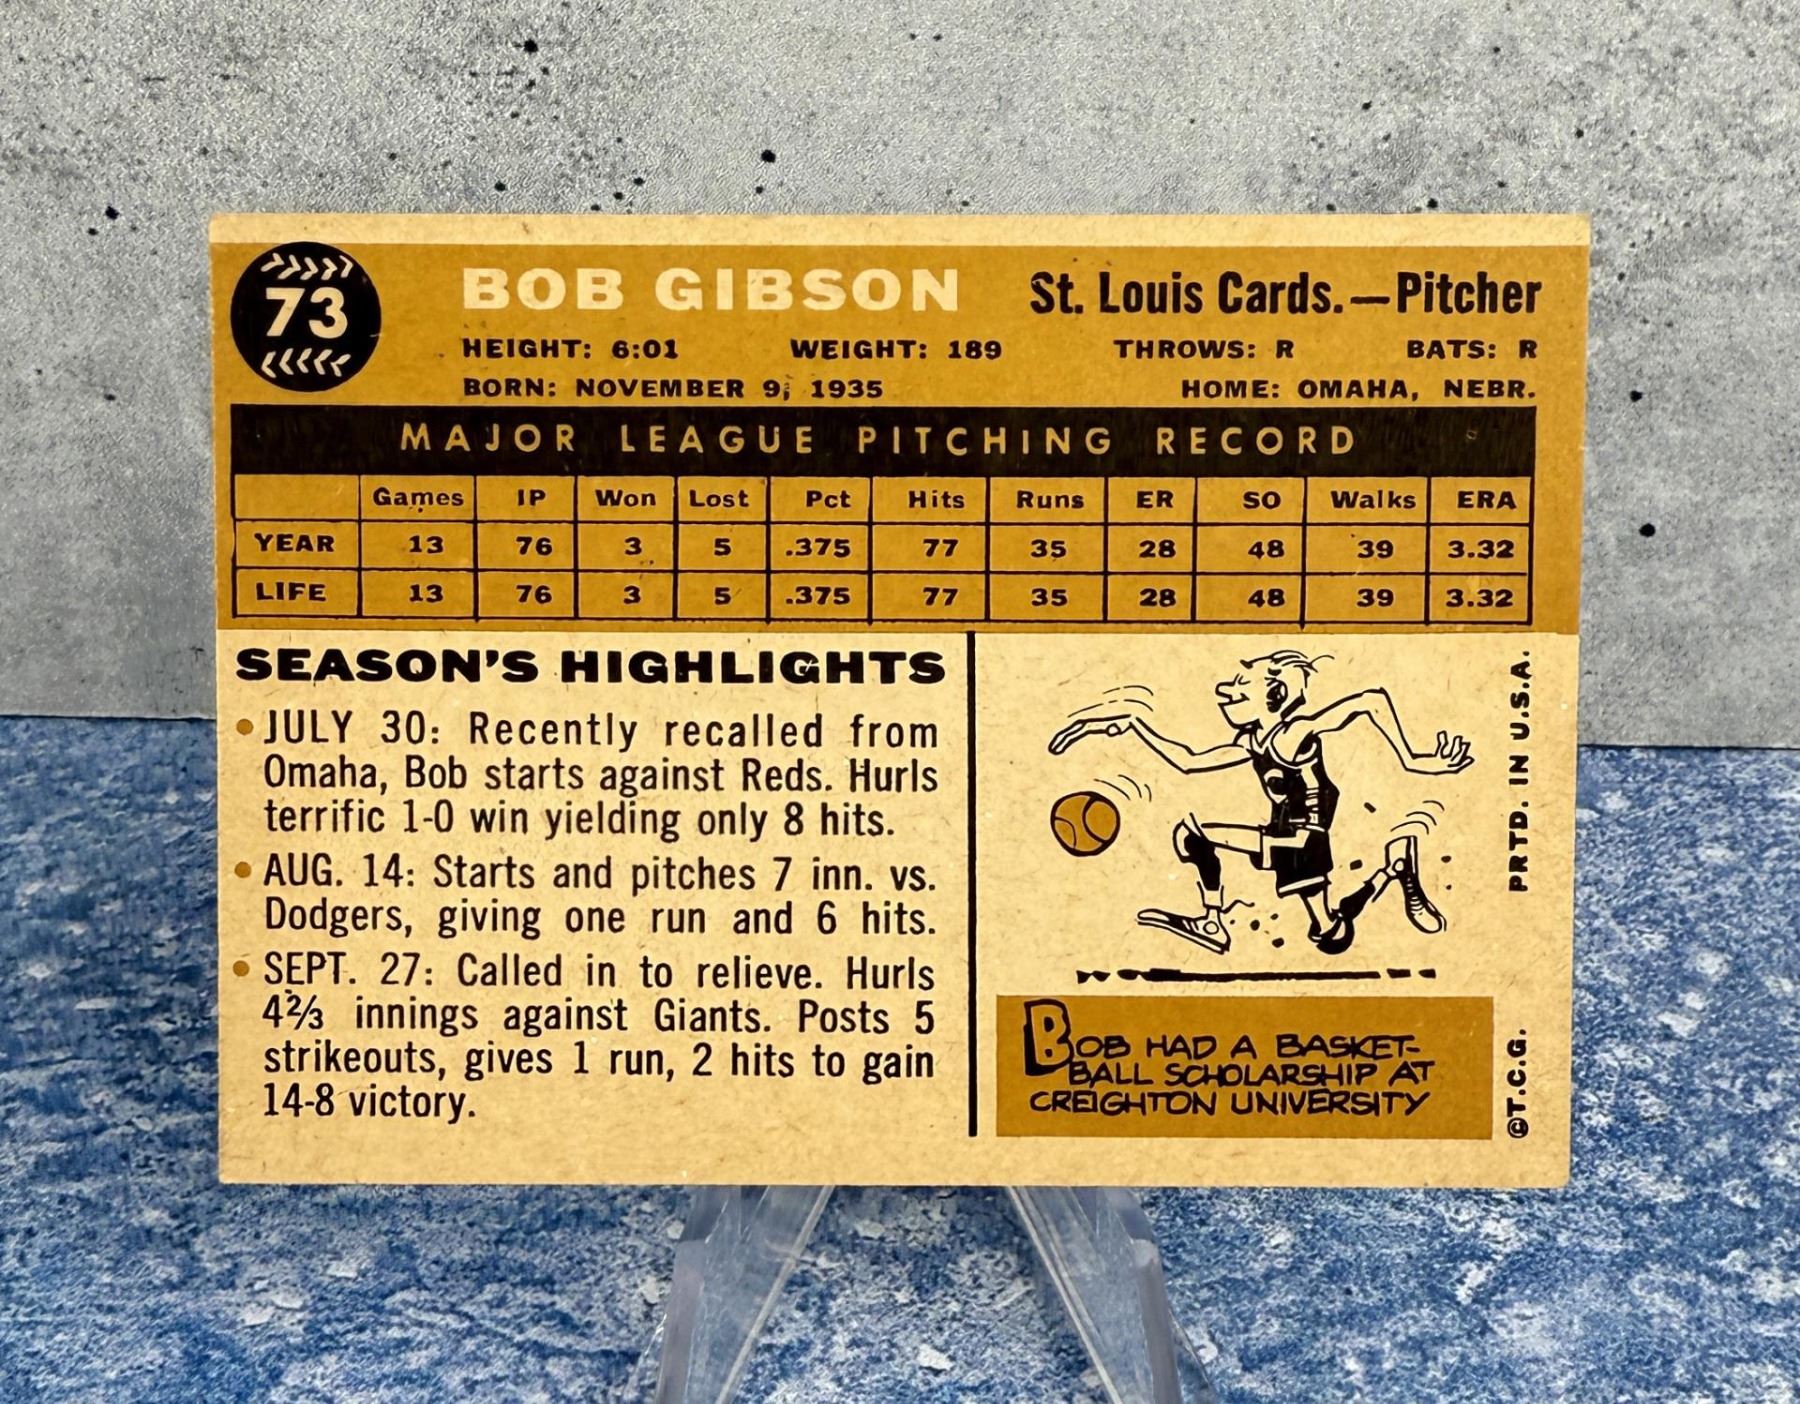 73
BOB GIBSON St. Louis Cards.—Pitcher
HEIGHT: 6:01 WEIGHT: 189 THROWS: R BATS: R
BORN: NOVEMBER 9, 1935 HOME: OMAHA, NEBR.
MAJOR LEAGUE PITCHING RECORD
Games IP Won Lost Pct Hits Runs ER SO Walks ERA
YEAR 13 76 3 5 .375 77 35 28 48 39 3.32
LIFE 13 76 3 5 .375 77 35 28 48 39 3.32
SEASON'S HIGHLIGHTS
• JULY 30: Recently recalled from
Omaha, Bob starts against Reds. Hurls
terrific 1-0 win yielding only 8 hits.
• AUG. 14: Starts and pitches 7 inn. vs.
Dodgers, giving one run and 6 hits.
• SEPT. 27: Called in to relieve. Hurls
4⅔ innings against Giants. Posts 5
strikeouts, gives 1 run, 2 hits to gain
14-8 victory.
BOB HAD A BASKET-
BALL SCHOLARSHIP AT
CREIGHTON UNIVERSITY
©T.C.G. PRTD. IN U.S.A.